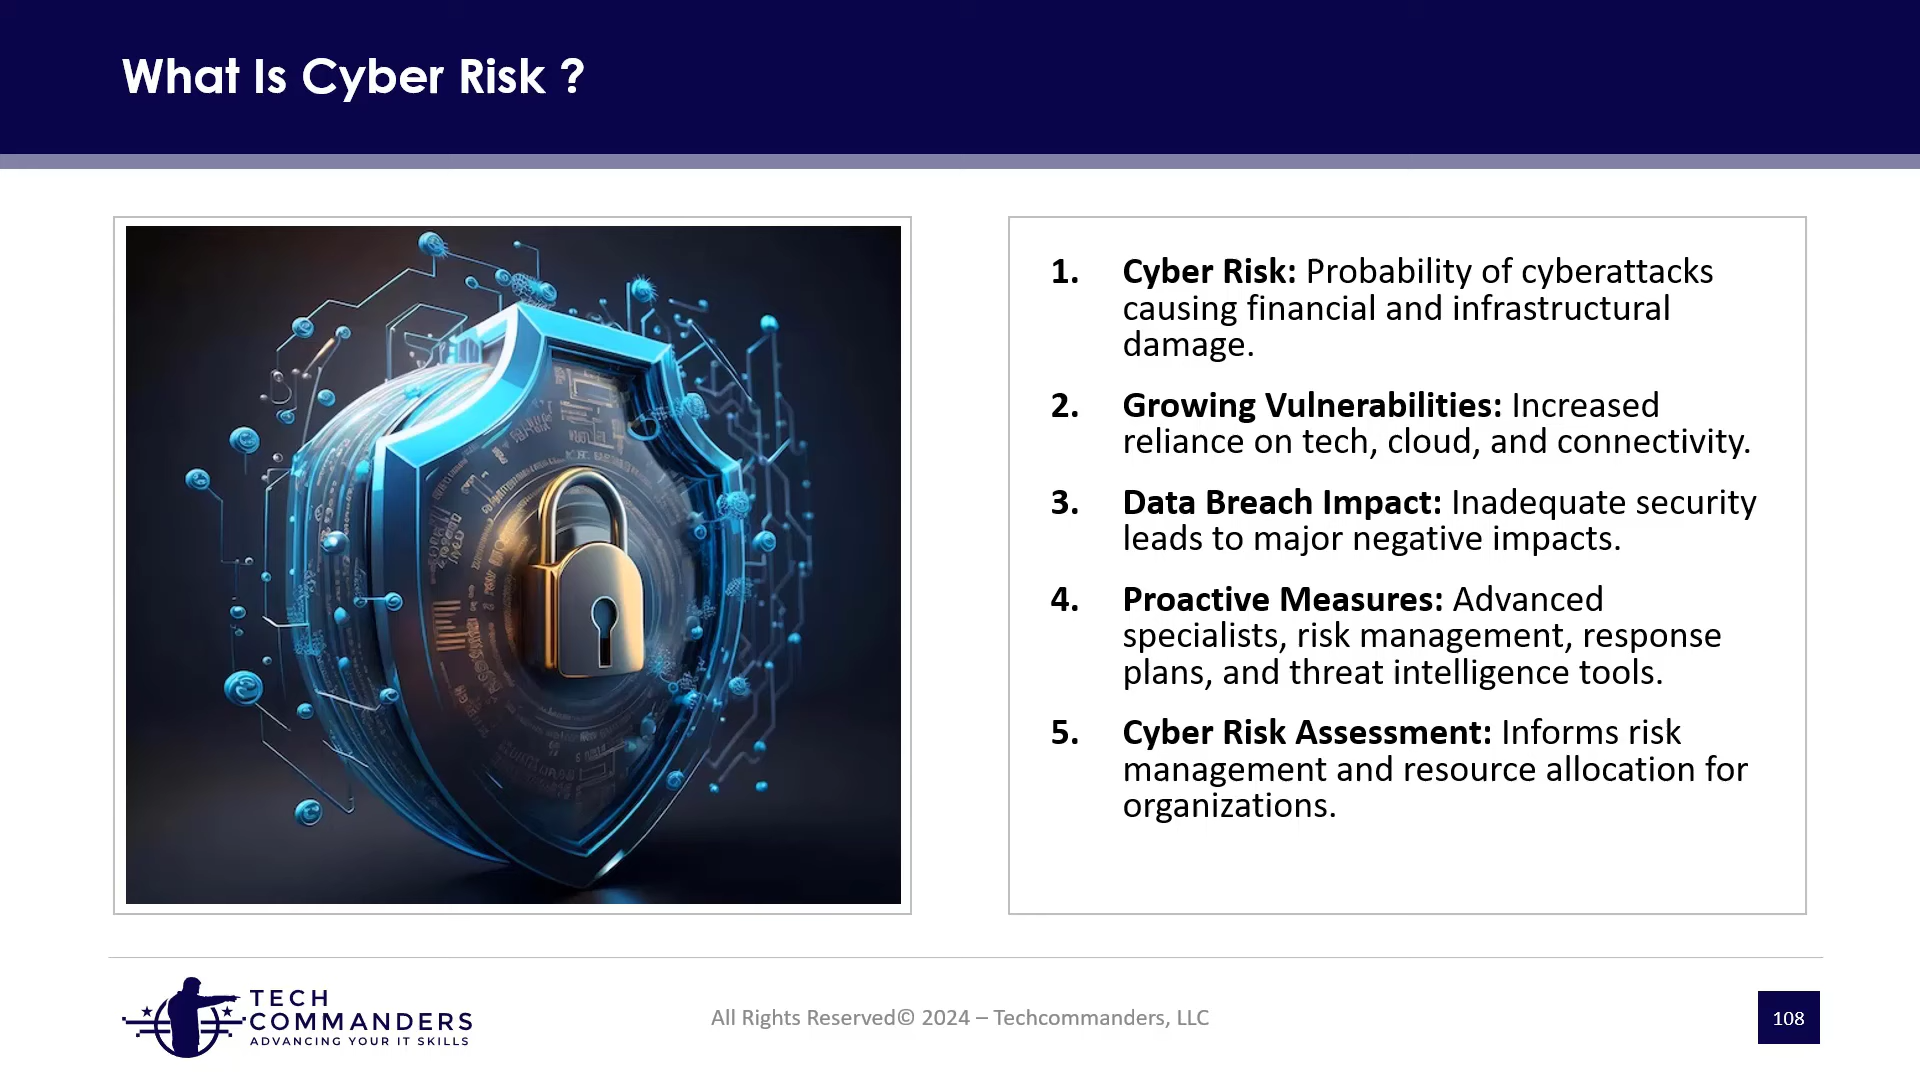 What Is Cyber Risk ?
1. Cyber Risk: Probability of cyberattacks
causing financial and infrastructural
damage.
2. Growing Vulnerabilities: Increased
reliance on tech, cloud, and connectivity.
3. Data Breach Impact: Inadequate security
leads to major negative impacts.
4. Proactive Measures: Advanced
specialists, risk management, response
plans, and threat intelligence tools.
5. Cyber Risk Assessment: Informs risk
management and resource allocation for
organizations.
TECH
COMMANDERS
ADVANCING YOUR IT SKILLS
All Rights Reserved© 2024 – Techcommanders, LLC
108